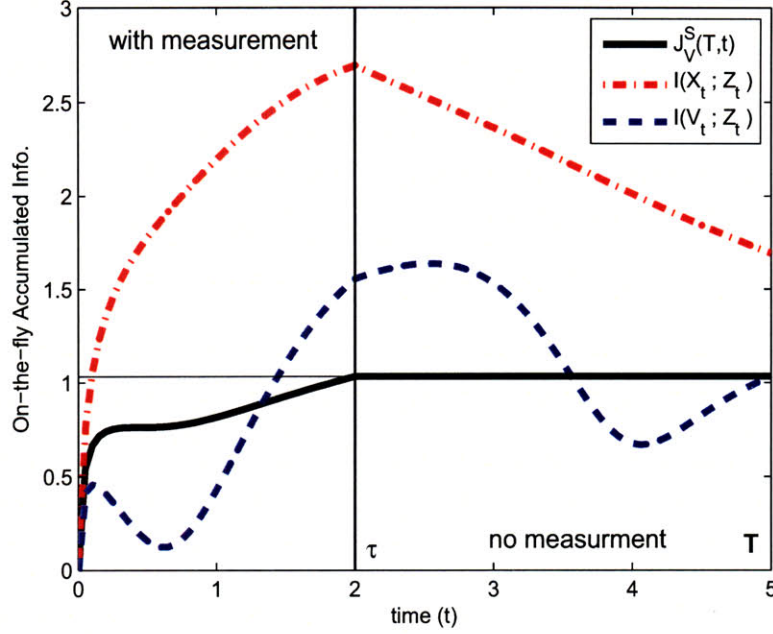 3
2.5
2
1.5
1
0.5
0
On-the-fly Accumulated Info.
with measurement
J_V^S(T,t)
I(X_t ; Z_t )
I(V_t ; Z_t )
no measurment
T
τ
0 1 2 3 4 5
time (t)